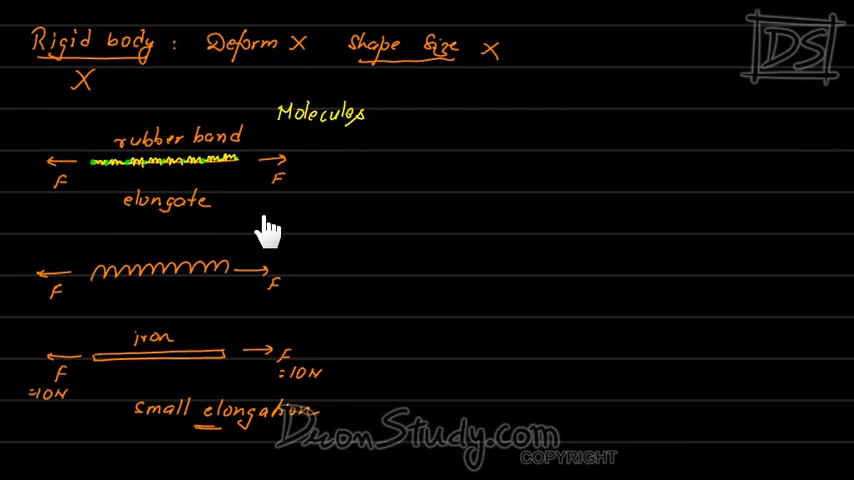 Rigid body : Deform X Shape Size X
X
DS
Molecules
rubber band
F F
elongate
F F
iron
F F
=10N =10N
small elongation
DronStudy.com
COPYRIGHT